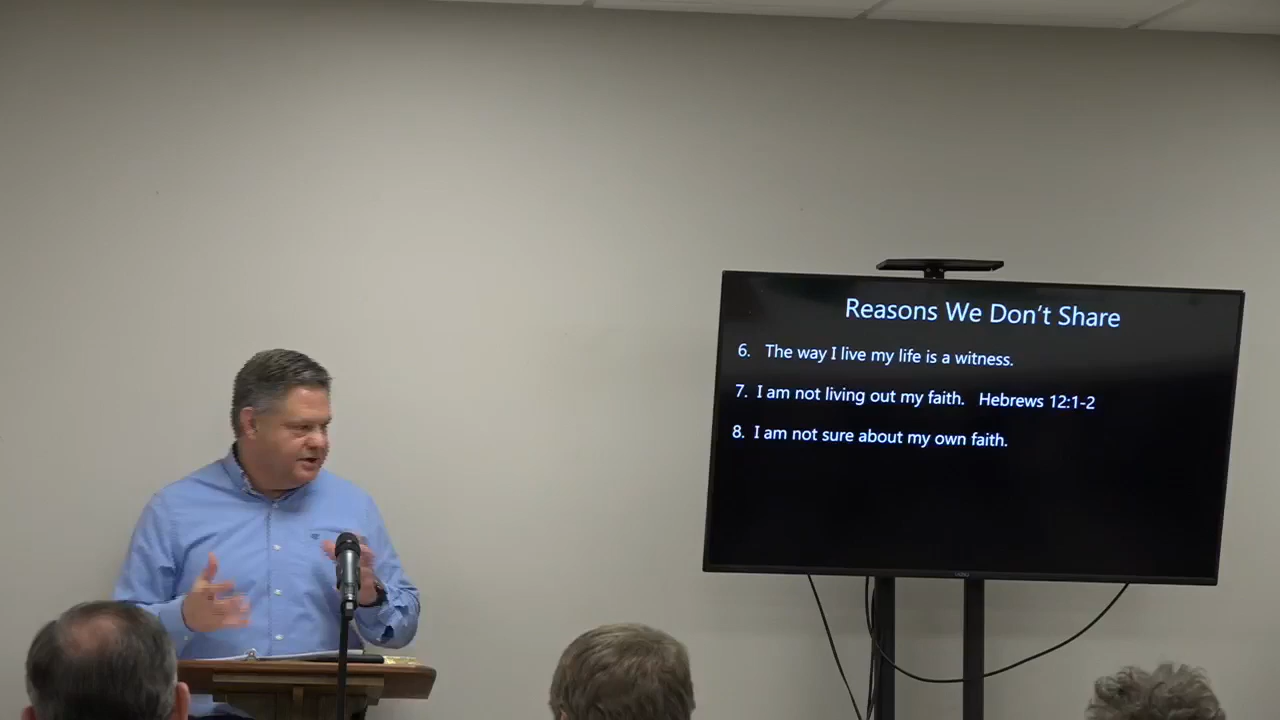 Reasons We Don't Share
6. The way I live my life is a witness.
7. I am not living out my faith. Hebrews 12:1-2
8. I am not sure about my own faith.